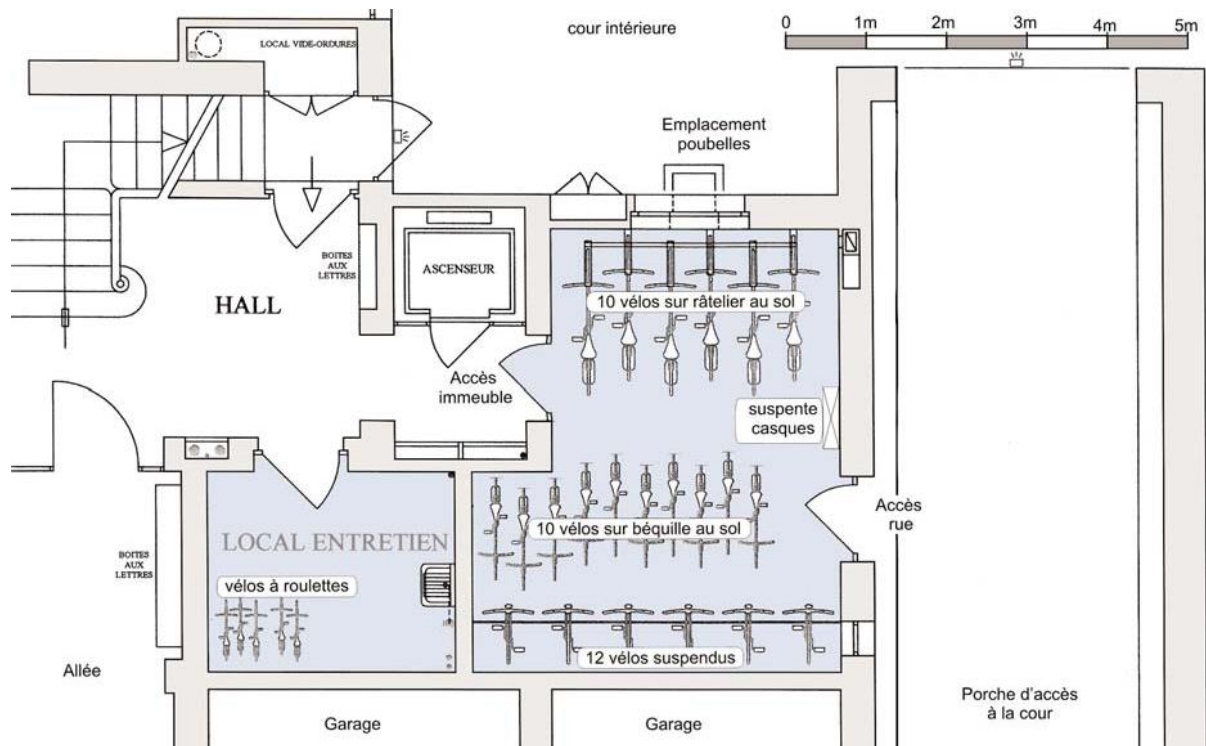 cour intérieure
0 1m 2m 3m 4m 5m
LOCAL VIDE-ORDURES
Emplacement
poubelles
BOITES
AUX
LETTRES
ASCENSEUR
HALL
10 vélos sur râtelier au sol
Accès
immeuble
suspente
casques
Accès
rue
10 vélos sur béquille au sol
LOCAL ENTRETIEN
BOITES
AUX
LETTRES
vélos à roulettes
12 vélos suspendus
Allée
Porche d'accès
à la cour
Garage
Garage